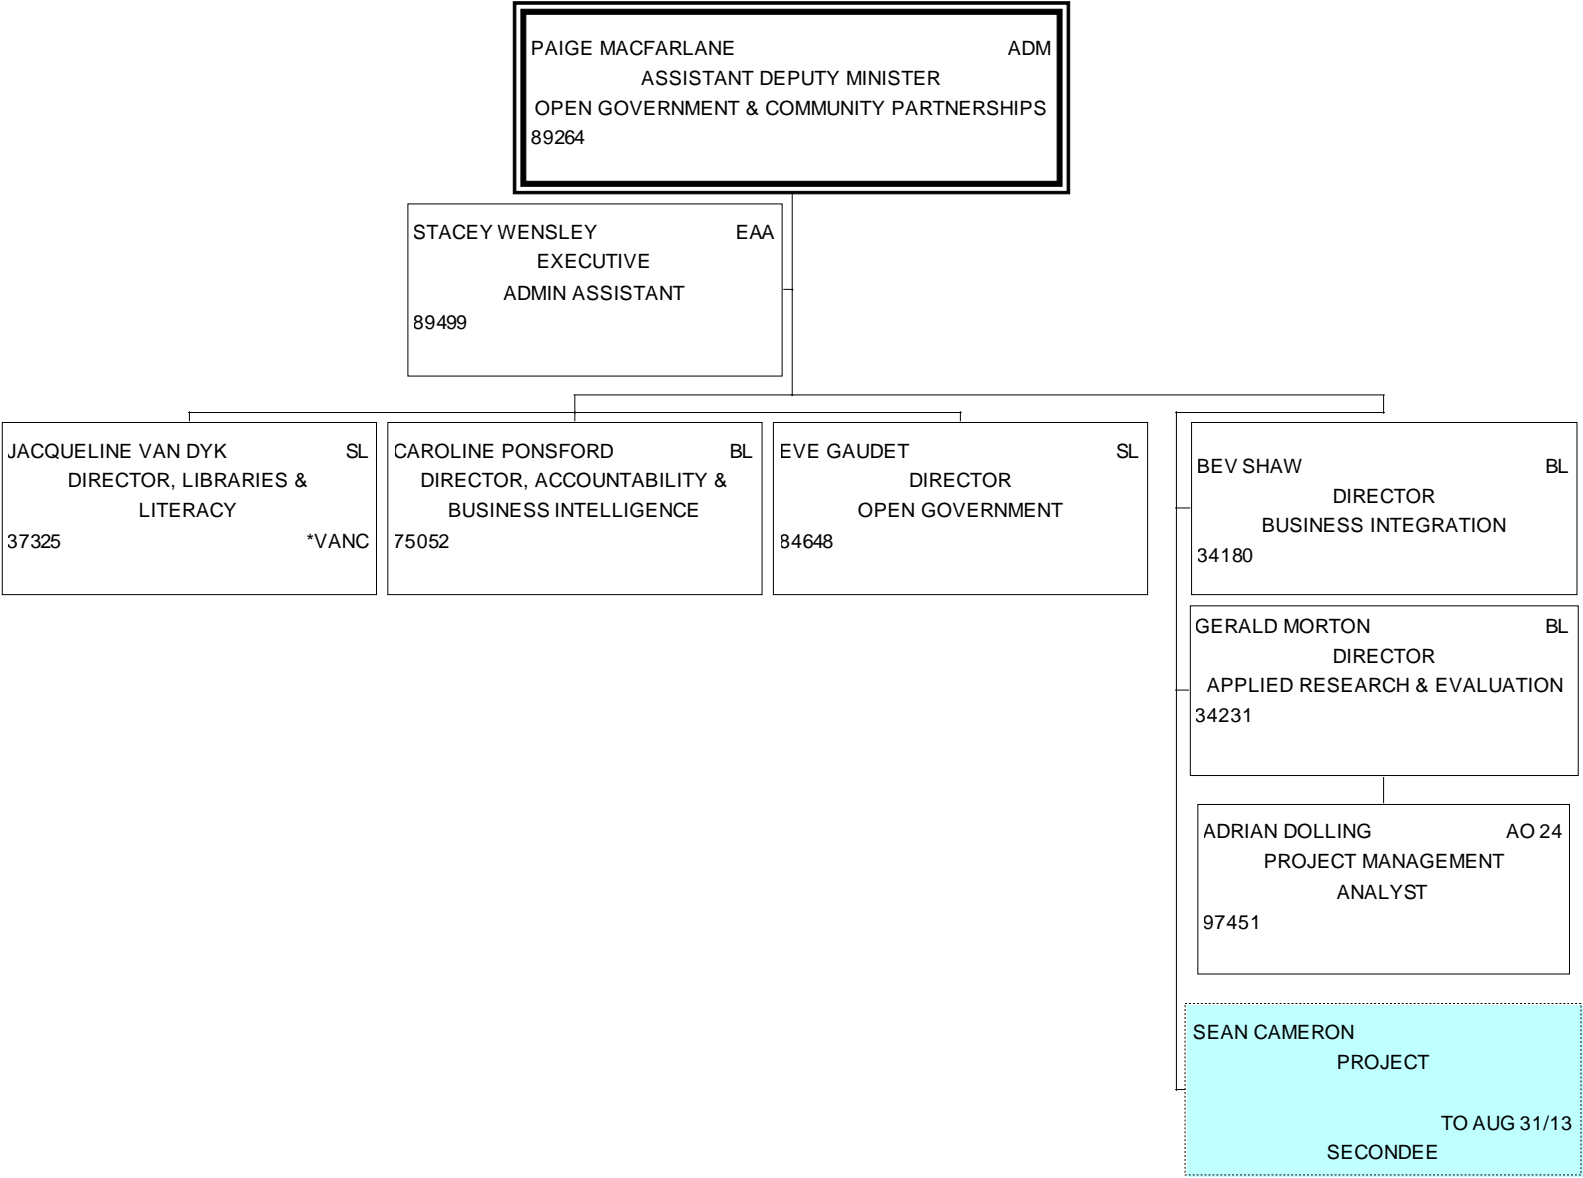 PAIGE MACFARLANE ADM
ASSISTANT DEPUTY MINISTER
OPEN GOVERNMENT & COMMUNITY PARTNERSHIPS
89264
STACEY WENSLEY EAA
EXECUTIVE
ADMIN ASSISTANT
89499
JACQUELINE VAN DYK SL
DIRECTOR, LIBRARIES &
LITERACY
37325 *VANC
CAROLINE PONSFORD BL
DIRECTOR, ACCOUNTABILITY &
BUSINESS INTELLIGENCE
75052
EVE GAUDET SL
DIRECTOR
OPEN GOVERNMENT
84648
BEV SHAW BL
DIRECTOR
BUSINESS INTEGRATION
34180
GERALD MORTON BL
DIRECTOR
APPLIED RESEARCH & EVALUATION
34231
ADRIAN DOLLING AO 24
PROJECT MANAGEMENT
ANALYST
97451
SEAN CAMERON
PROJECT
TO AUG 31/13
SECONDEE